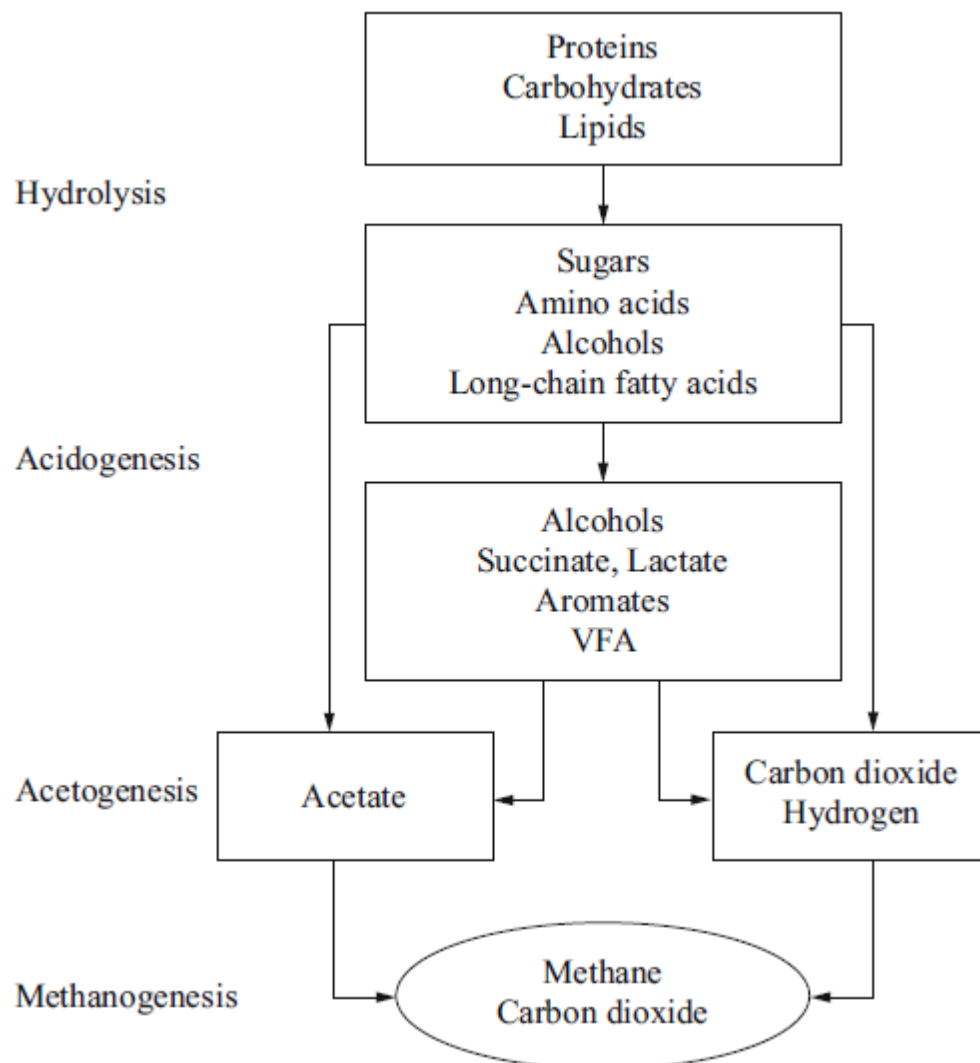 Proteins
Carbohydrates
Lipids
Hydrolysis
Sugars
Amino acids
Alcohols
Long-chain fatty acids
Acidogenesis
Alcohols
Succinate, Lactate
Aromates
VFA
Acetogenesis
Acetate
Carbon dioxide
Hydrogen
Methanogenesis
Methane
Carbon dioxide